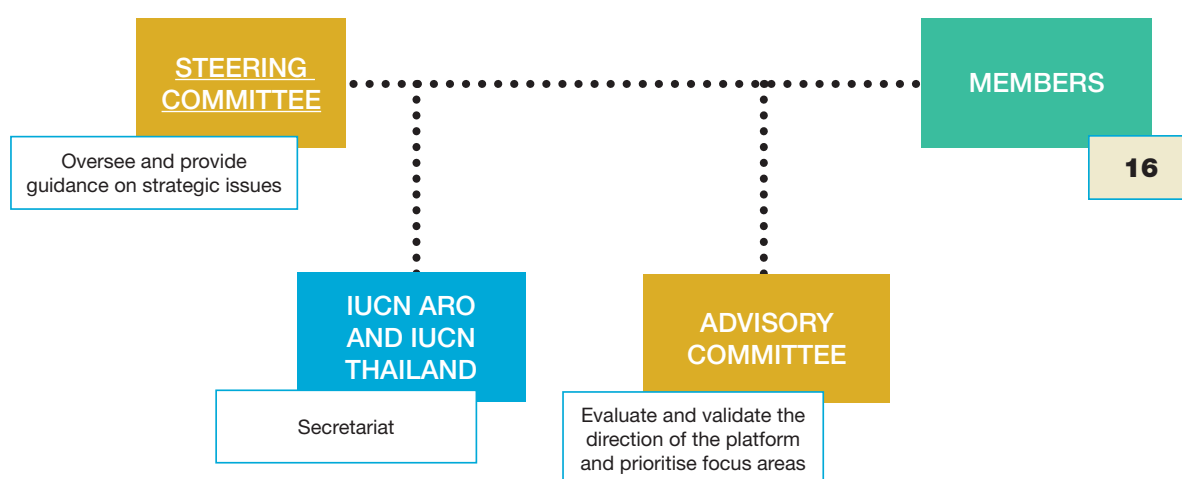 STEERING
COMMITTEE
Oversee and provide
guidance on strategic issues
MEMBERS
16
IUCN ARO
AND IUCN
THAILAND
Secretariat
ADVISORY
COMMITTEE
Evaluate and validate the
direction of the platform
and prioritise focus areas